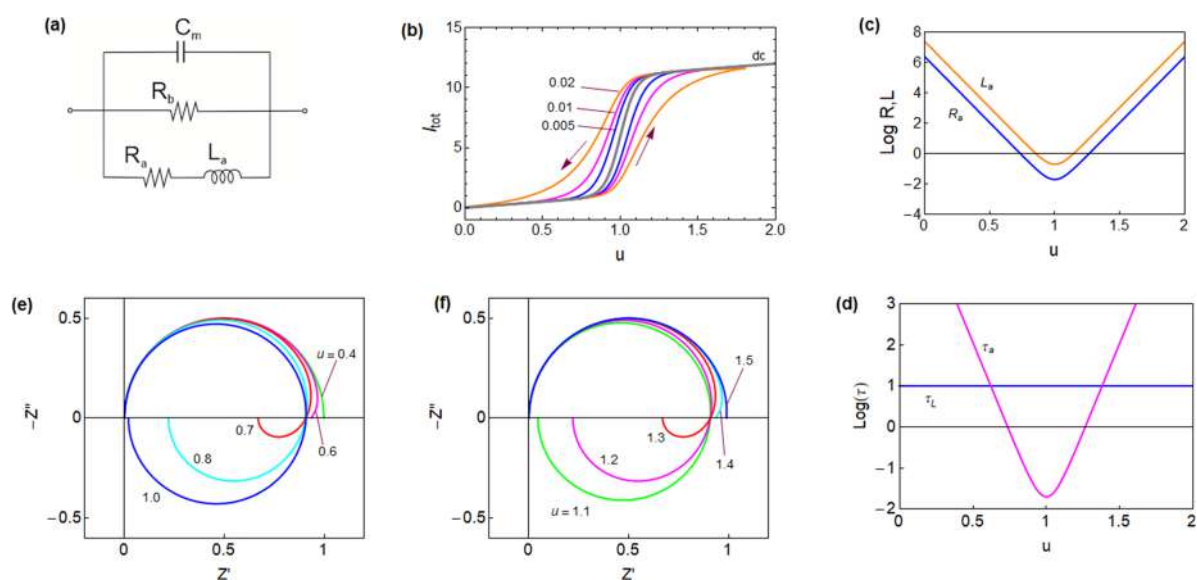 (a)
C_m
R_b
R_a
L_a
(b)
15
10
5
0
I_tot
0.02
0.01
0.005
dc
0.0
0.5
1.0
1.5
2.0
u
(c)
8
6
4
2
0
−2
−4
Log R,L
L_a
R_a
0
0.5
1
1.5
2
u
(e)
0.5
0
−0.5
−Z''
u = 0.4
0.7
0.6
0.8
1.0
0
0.5
1
Z'
(f)
0.5
0
−0.5
−Z''
1.5
1.3
1.4
1.2
u = 1.1
0
0.5
1
Z'
(d)
3
2
1
0
−1
−2
Log(τ)
τ_a
τ_L
0
0.5
1
1.5
2
u